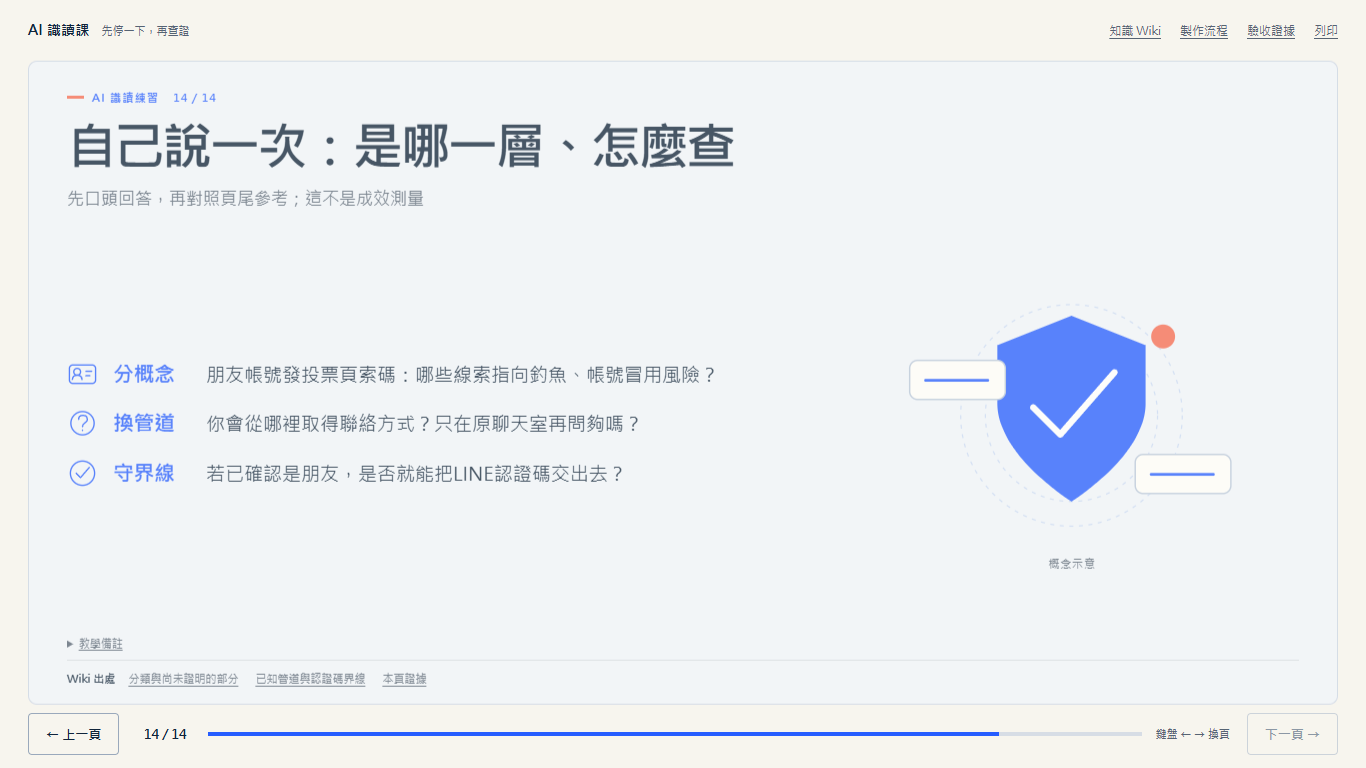 AI 識讀課 先停一下，再查證
知識 Wiki 製作流程 驗收證據 列印
AI 識讀練習 14 / 14
自己說一次：是哪一層、怎麼查
先口頭回答，再對照頁尾參考；這不是成效測量
分概念 朋友帳號發投票頁索碼：哪些線索指向釣魚、帳號冒用風險？
換管道 你會從哪裡取得聯絡方式？只在原聊天室再問夠嗎？
守界線 若已確認是朋友，是否就能把LINE認證碼交出去？
概念示意
▶ 教學備註
Wiki 出處 分類與尚未證明的部分 已知管道與認證碼界線 本頁證據
← 上一頁 14 / 14 鍵盤 ← → 換頁 下一頁 →